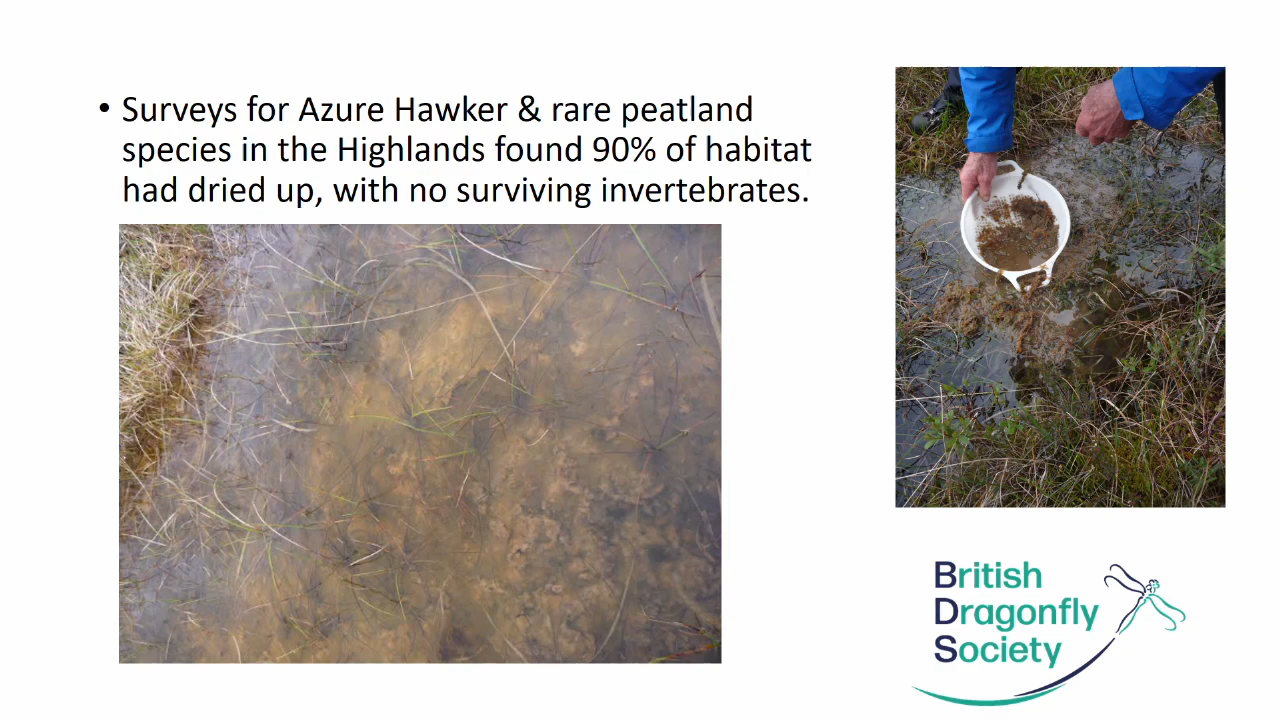 • Surveys for Azure Hawker & rare peatland
species in the Highlands found 90% of habitat
had dried up, with no surviving invertebrates.
British
Dragonfly
Society